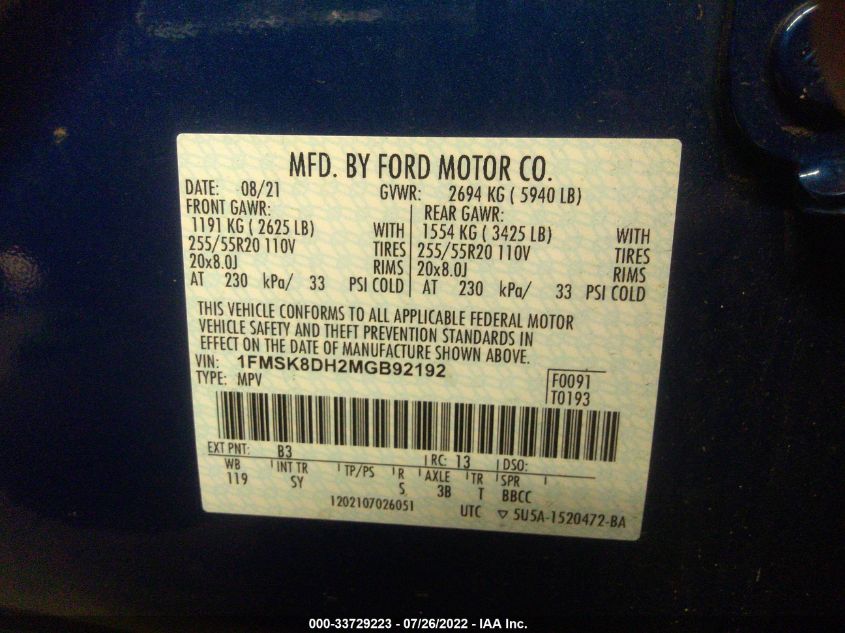 MFD. BY FORD MOTOR CO.
DATE: 08/21 GVWR: 2694 KG ( 5940 LB)
FRONT GAWR: REAR GAWR:
1191 KG ( 2625 LB) WITH 1554 KG ( 3425 LB) WITH
255/55R20 110V TIRES 255/55R20 110V TIRES
20x8.0J RIMS 20x8.0J RIMS
AT 230 kPa/ 33 PSI COLD AT 230 kPa/ 33 PSI COLD
THIS VEHICLE CONFORMS TO ALL APPLICABLE FEDERAL MOTOR
VEHICLE SAFETY AND THEFT PREVENTION STANDARDS IN
EFFECT ON THE DATE OF MANUFACTURE SHOWN ABOVE.
VIN: 1FMSK8DH2MGB92192
TYPE: MPV
F0091
T0193
EXT PNT: B3 RC: 13 DSO:
WB INT TR TP/PS R AXLE TR SPR
119 SY S 3B T BBCC
1202107026051 UTC ▽ 5U5A-1520472-BA
000-33729223 - 07/26/2022 - IAA Inc.